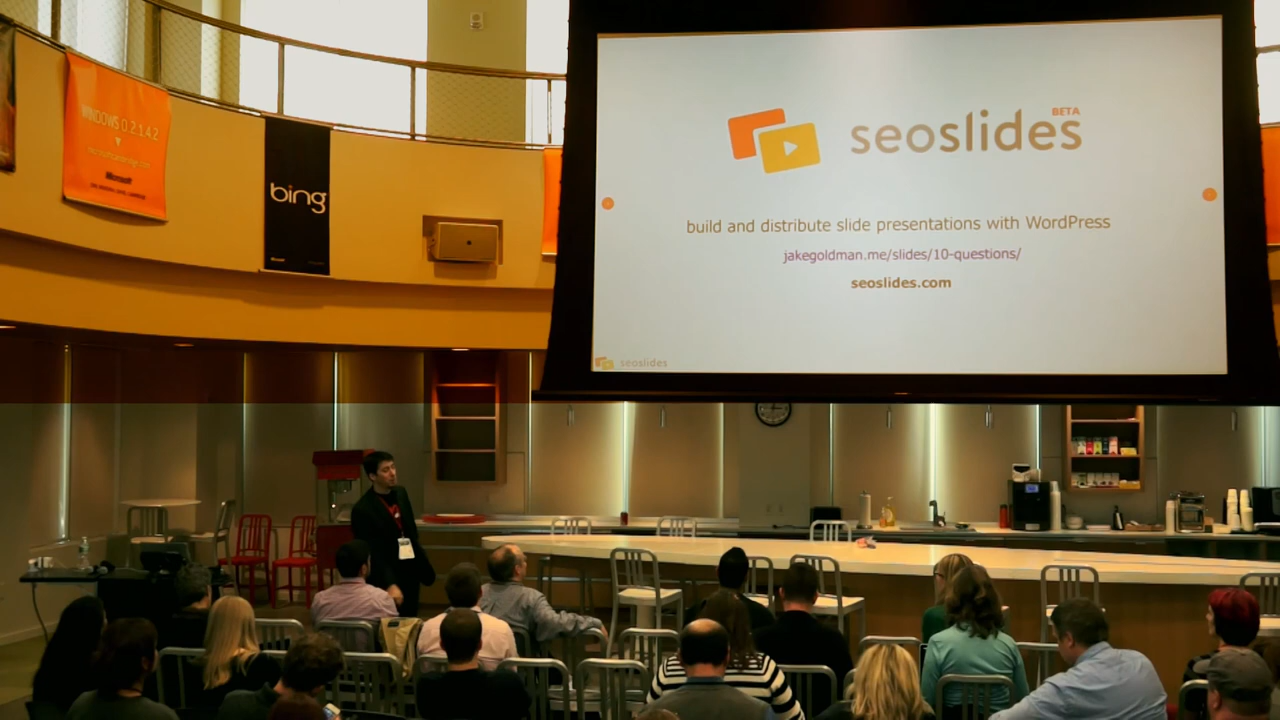 WINDOWS 0.2.1.4.2
Microsoft
bing
seoslides
BETA
build and distribute slide presentations with WordPress
jakegoldman.me/slides/10-questions/
seoslides.com
seoslides